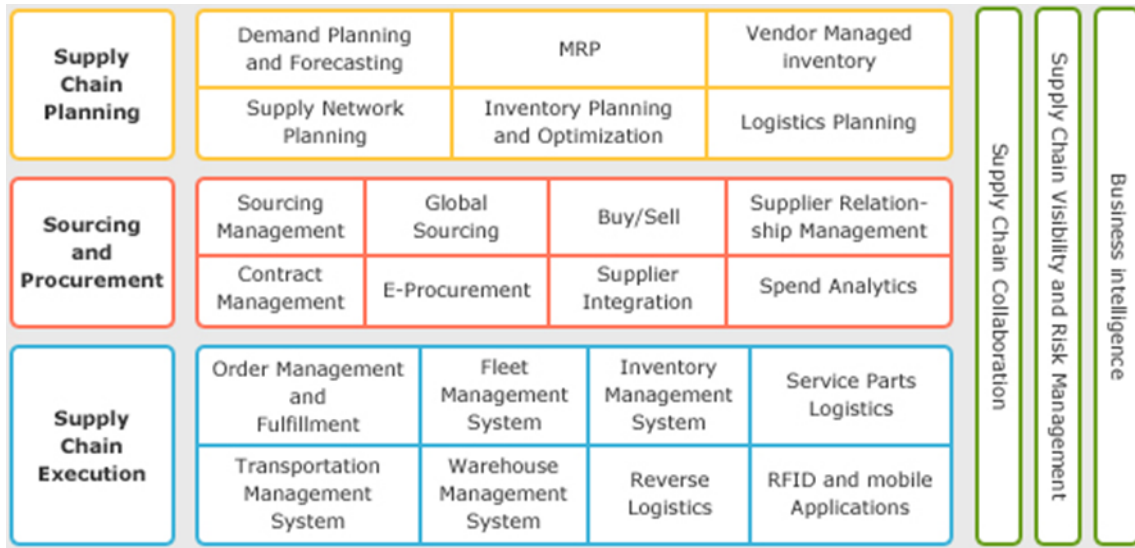 Supply
Chain
Planning
Demand Planning
and Forecasting
MRP
Vendor Managed
inventory
Supply Network
Planning
Inventory Planning
and Optimization
Logistics Planning
Sourcing
and
Procurement
Sourcing
Management
Global
Sourcing
Buy/Sell
Supplier Relation-
ship Management
Contract
Management
E-Procurement
Supplier
Integration
Spend Analytics
Supply
Chain
Execution
Order Management
and
Fulfillment
Fleet
Management
System
Inventory
Management
System
Service Parts
Logistics
Transportation
Management
System
Warehouse
Management
System
Reverse
Logistics
RFID and mobile
Applications
Supply Chain Collaboration
Supply Chain Visibility and Risk Management
Business intelligence